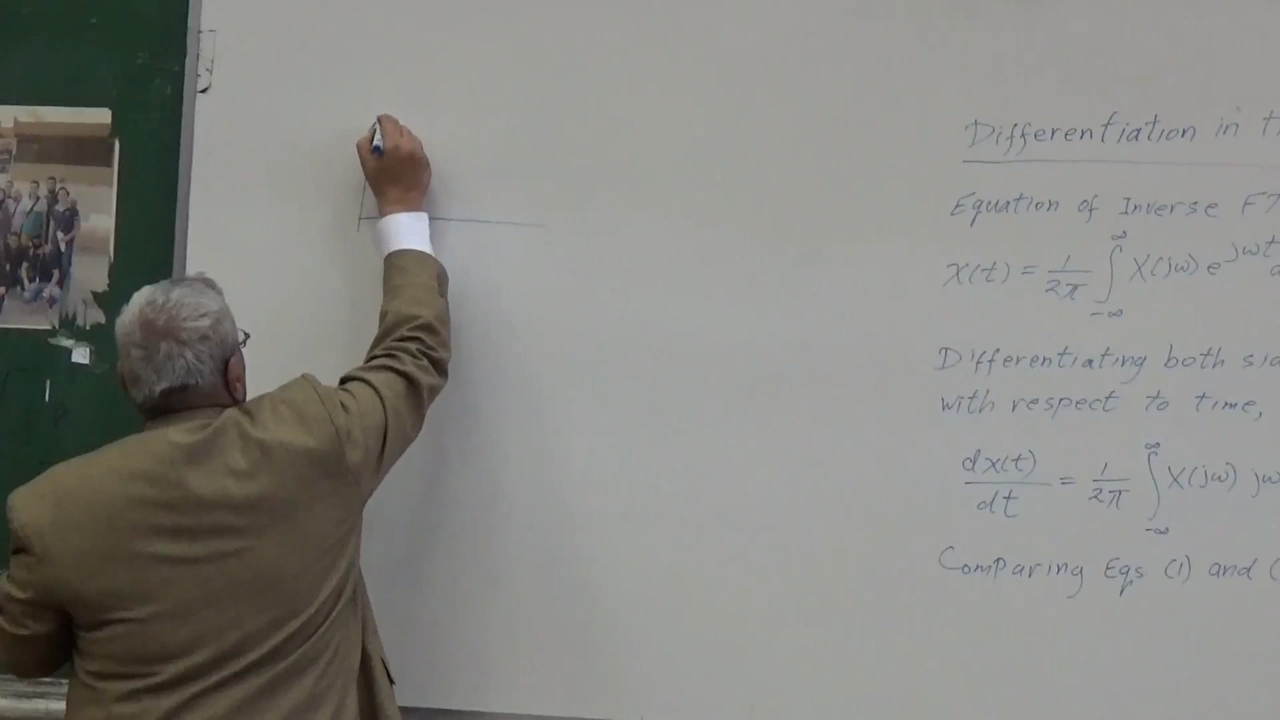 Differentiation in
Equation of Inverse FT
x(t) = 1/2π ∫_{-∞}^{∞} X(jω) e^{jωt}
Differentiating both
with respect to time,
dx(t)/dt = 1/2π ∫_{-∞}^{∞} X(jω) jω
Comparing Eqs (1) and (